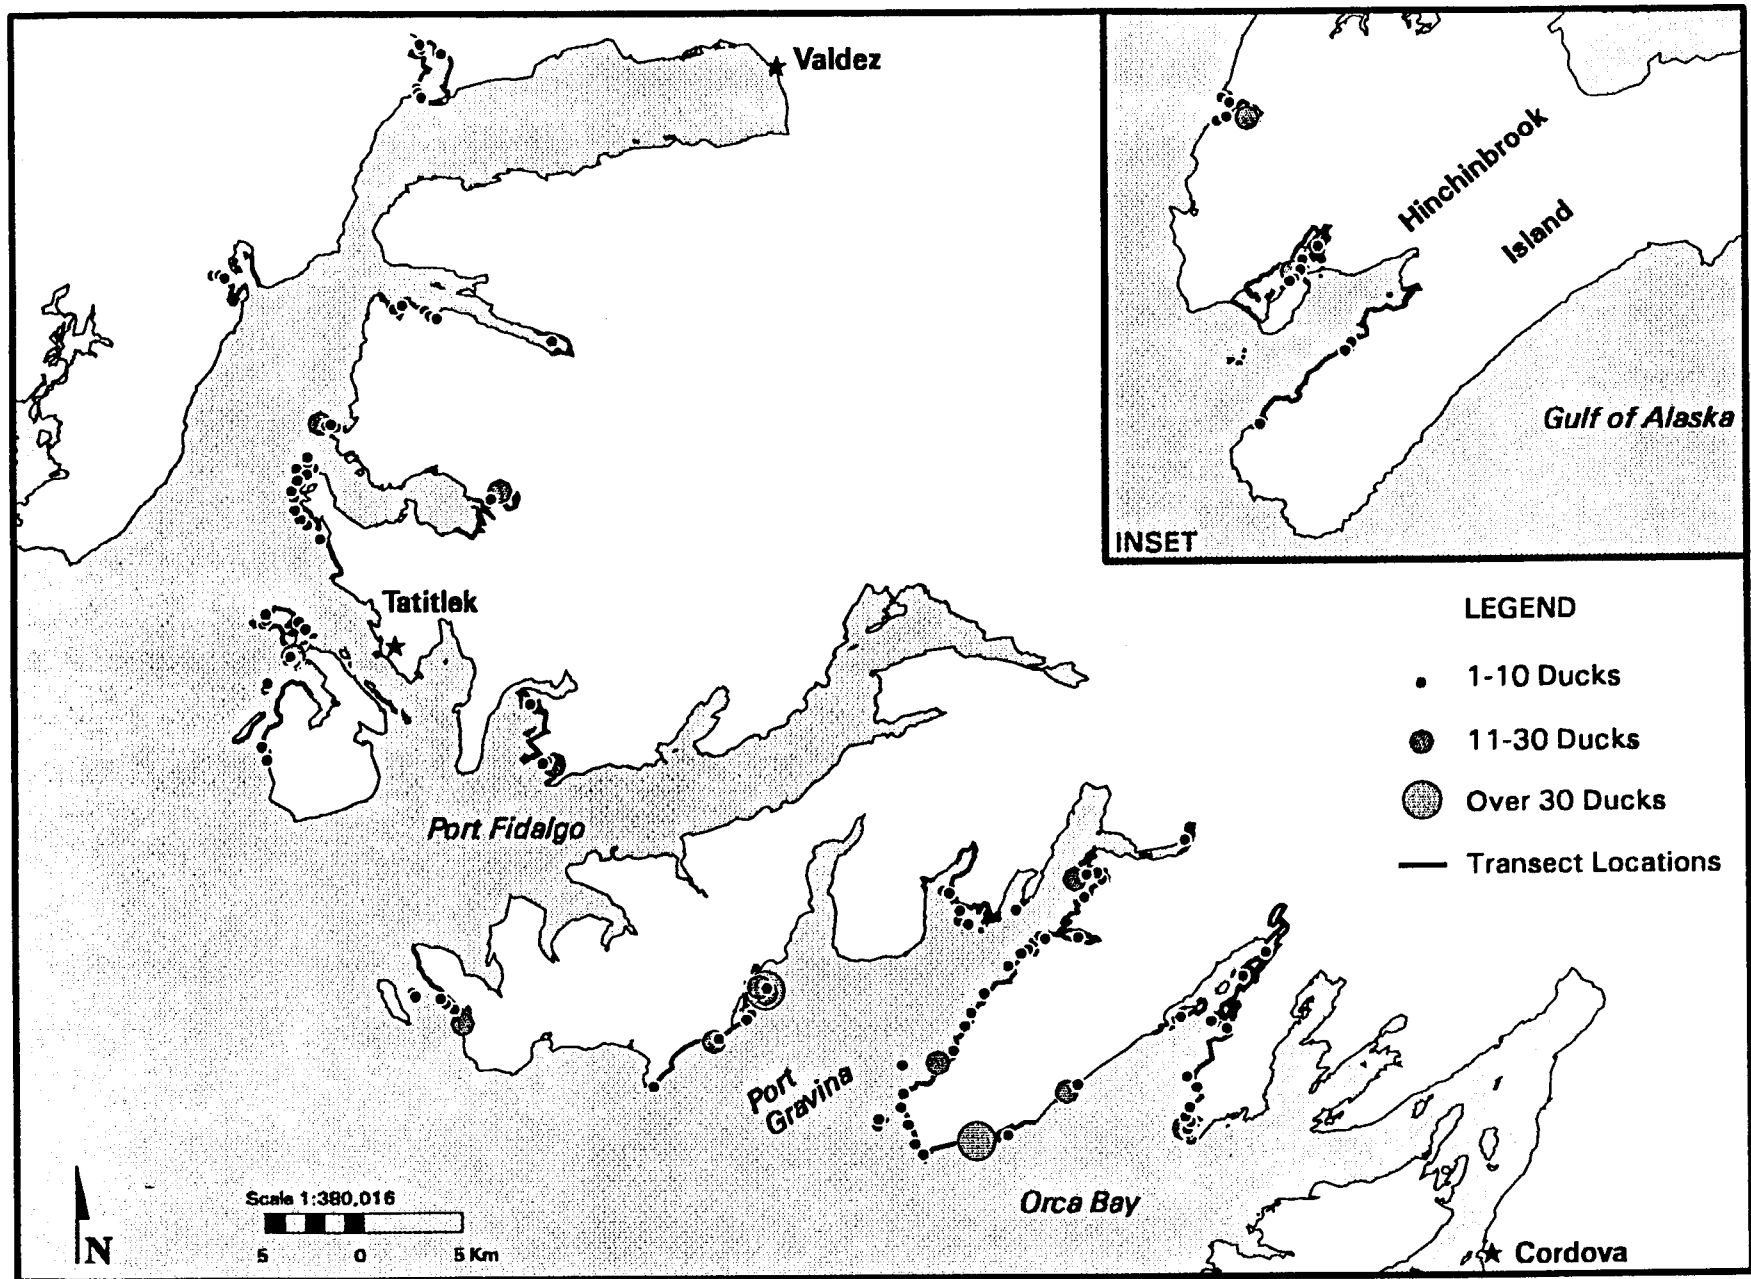 Valdez
Hinchinbrook
Island
Gulf of Alaska
INSET
Tatitlek
LEGEND
1-10 Ducks
11-30 Ducks
Over 30 Ducks
Transect Locations
Port Fidalgo
Port
Gravina
Orca Bay
Scale 1:380,016
5 0 5 Km
N
Cordova